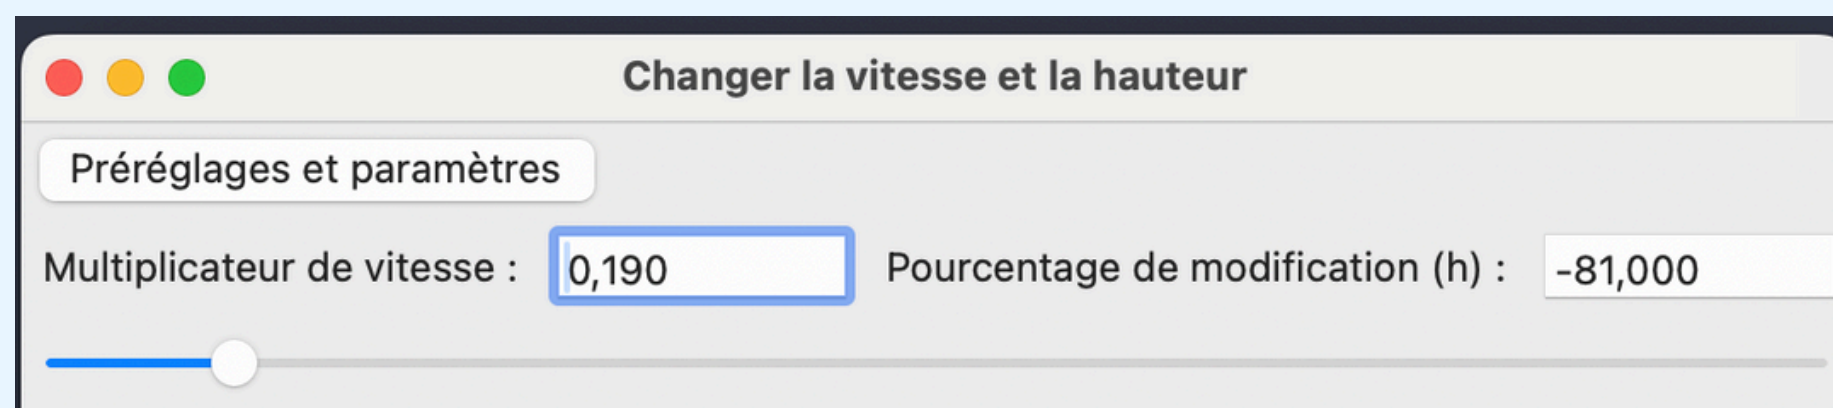 Changer la vitesse et la hauteur
Préréglages et paramètres
Multiplicateur de vitesse : 0,190 Pourcentage de modification (h) : -81,000